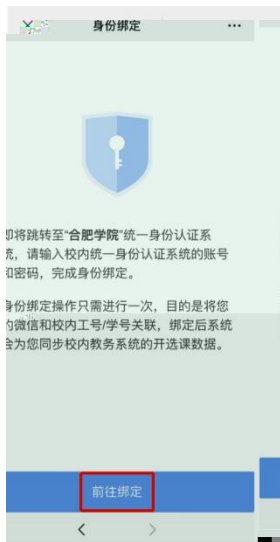 身份绑定
即将跳转至“合肥学院”统一身份认证系
统，请输入校内统一身份认证系统的账号
和密码，完成身份绑定。
身份绑定操作只需进行一次，目的是将您
的微信和校内工号/学号关联，绑定后系统
会为您同步校内教务系统的开选课数据。
前往绑定